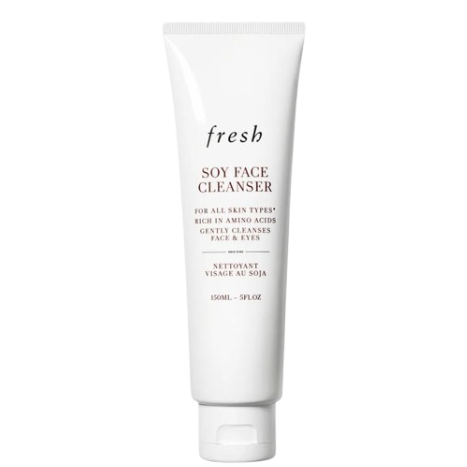 fresh
SOY FACE
CLEANSER
FOR ALL SKIN TYPES*
RICH IN AMINO ACIDS
GENTLY CLEANSES
FACE & EYES
NETTOYANT
VISAGE AU SOJA
150ML – 5FLOZ